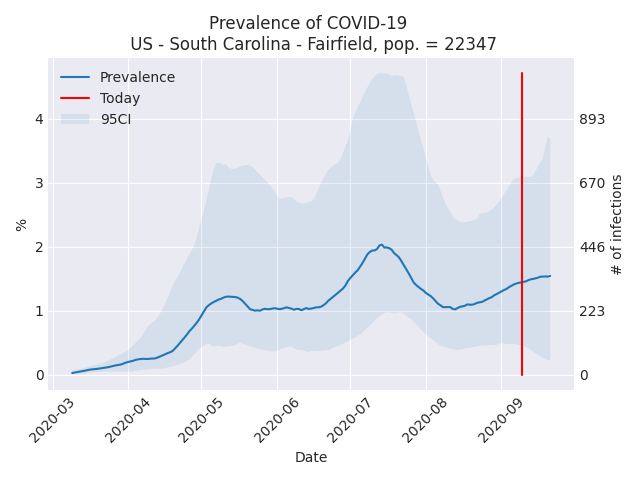 Prevalence of COVID-19
US - South Carolina - Fairfield, pop. = 22347
Prevalence
Today
95CI
%
4
3
2
1
0
893
670
446
223
0
# of infections
2020-03
2020-04
2020-05
2020-06
2020-07
2020-08
2020-09
Date